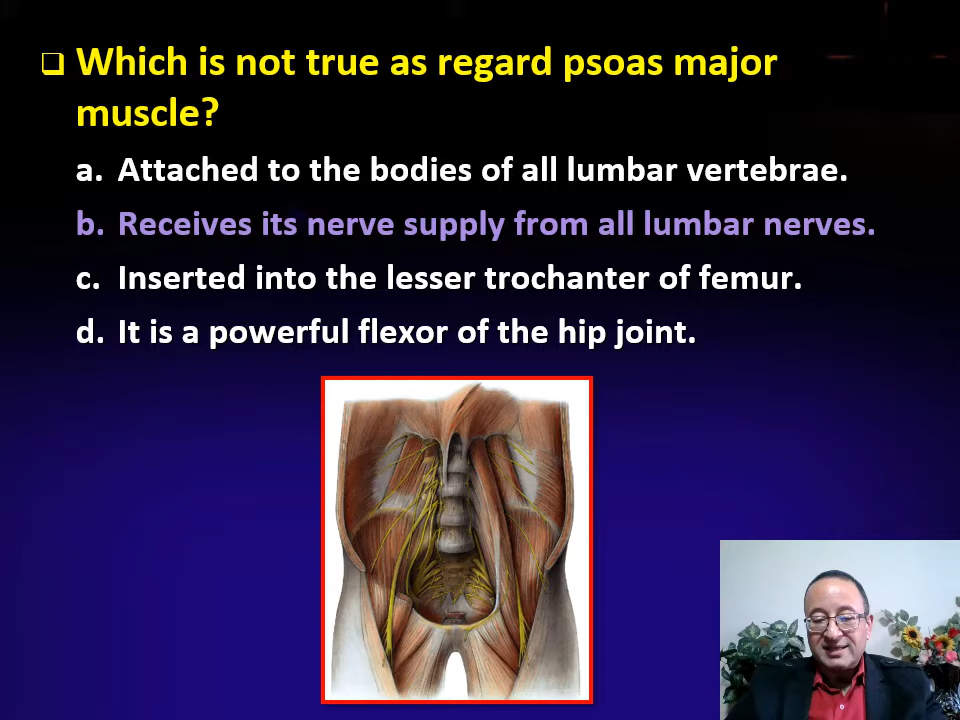 Which is not true as regard psoas major
muscle?
a. Attached to the bodies of all lumbar vertebrae.
b. Receives its nerve supply from all lumbar nerves.
c. Inserted into the lesser trochanter of femur.
d. It is a powerful flexor of the hip joint.